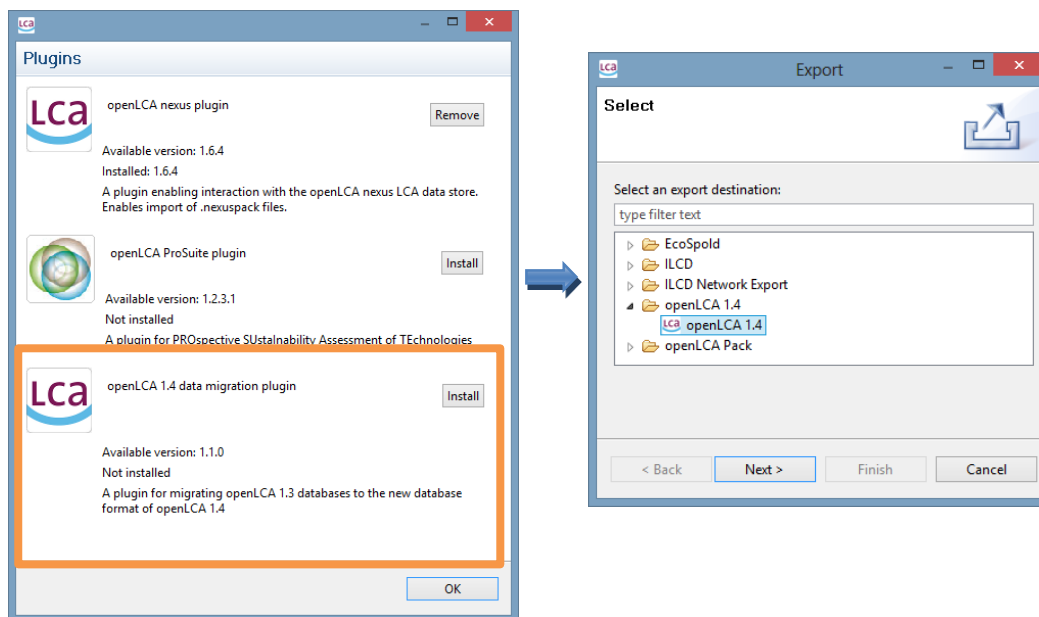 Lca
Plugins
Lca
openLCA nexus plugin
Remove
Available version: 1.6.4
Installed: 1.6.4
A plugin enabling interaction with the openLCA nexus LCA data store.
Enables import of .nexuspack files.
openLCA ProSuite plugin
Install
Available version: 1.2.3.1
Not installed
A plugin for PROspective SUstaInability Assessment of TEchnologies
Lca
openLCA 1.4 data migration plugin
Install
Available version: 1.1.0
Not installed
A plugin for migrating openLCA 1.3 databases to the new database
format of openLCA 1.4
OK
Lca
Export
Select
Select an export destination:
type filter text
EcoSpold
ILCD
ILCD Network Export
openLCA 1.4
Lca openLCA 1.4
openLCA Pack
< Back
Next >
Finish
Cancel